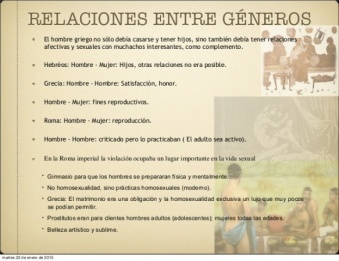 RELACIONES ENTRE GÉNEROS
El hombre griego no sólo debía casarse y tener hijos, sino también debía tener relaciones
afectivas y sexuales con muchachos interesantes, como complemento.
Hebréos: Hombre - Mujer: Hijos, otras relaciones no era posible.
Grecia: Hombre - Hombre: Satisfacción, honor.
Hombre - Mujer: fines reproductivos.
Roma: Hombre - Mujer: reproducción.
Hombre - Hombre: criticado pero lo practicaban ( El adulto sea activo).
En la Roma imperial la violación ocupaba un lugar importante en la vida sexual
* Gimnasio para que los hombres se prepararan física y mentalmente.
* No homosexualidad, sino prácticas homosexuales (moderno).
* Grecia: El matrimonio era una obligación y la homosexualidad exclusiva un lujo que muy pocos
se podían permitir.
* Prostitutos eran para clientes hombres adultos (adolescentes); mujeres todas las edades.
* Belleza artístico y sublime.
martes 22 de enero de 2013